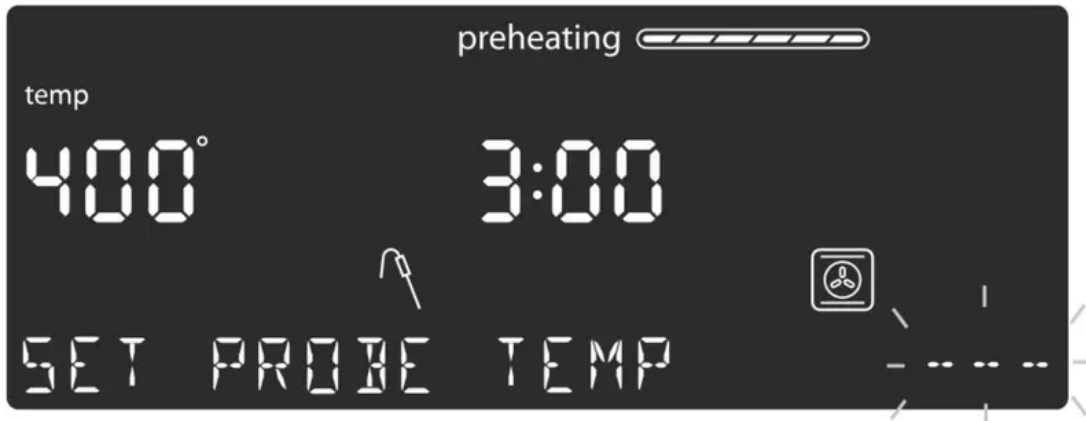 preheating
temp
400° 3:00
SET PROBE TEMP -- -- --